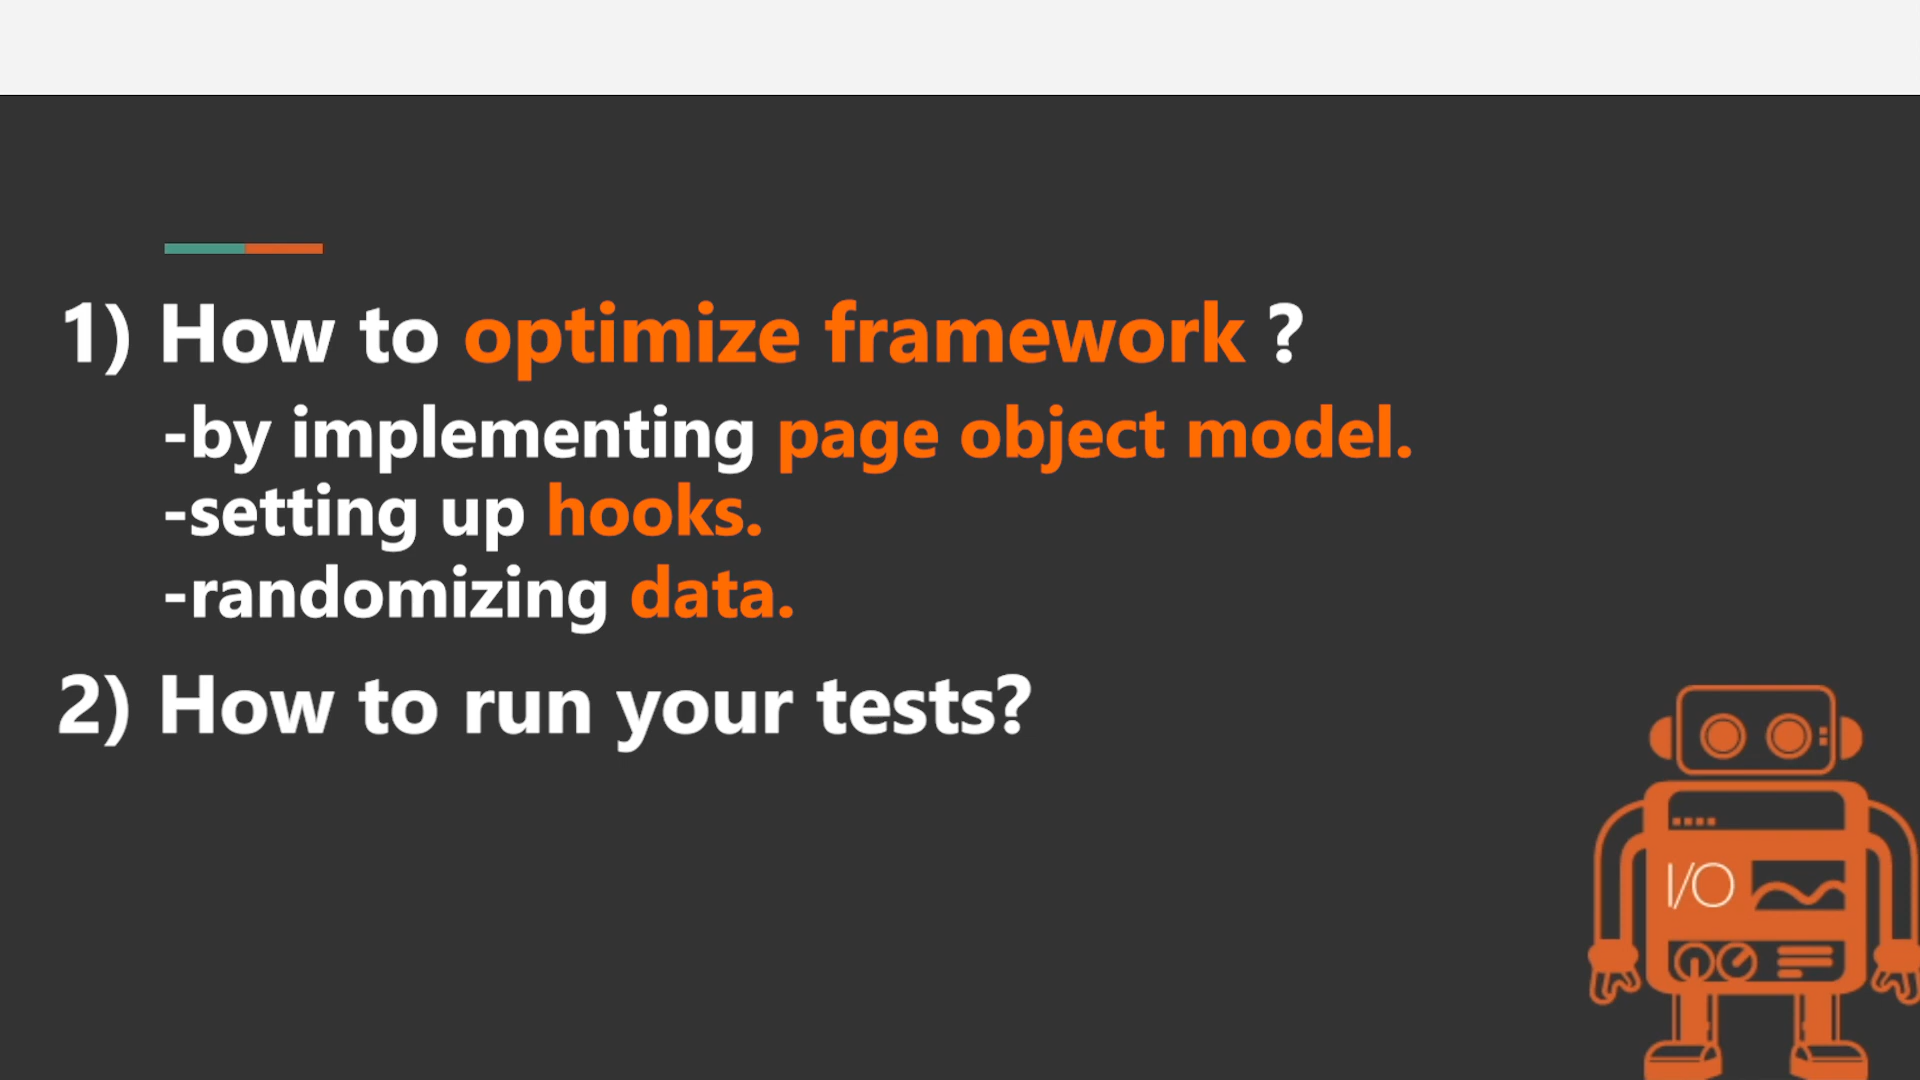 1) How to optimize framework ?
-by implementing page object model.
-setting up hooks.
-randomizing data.
2) How to run your tests?
I/O